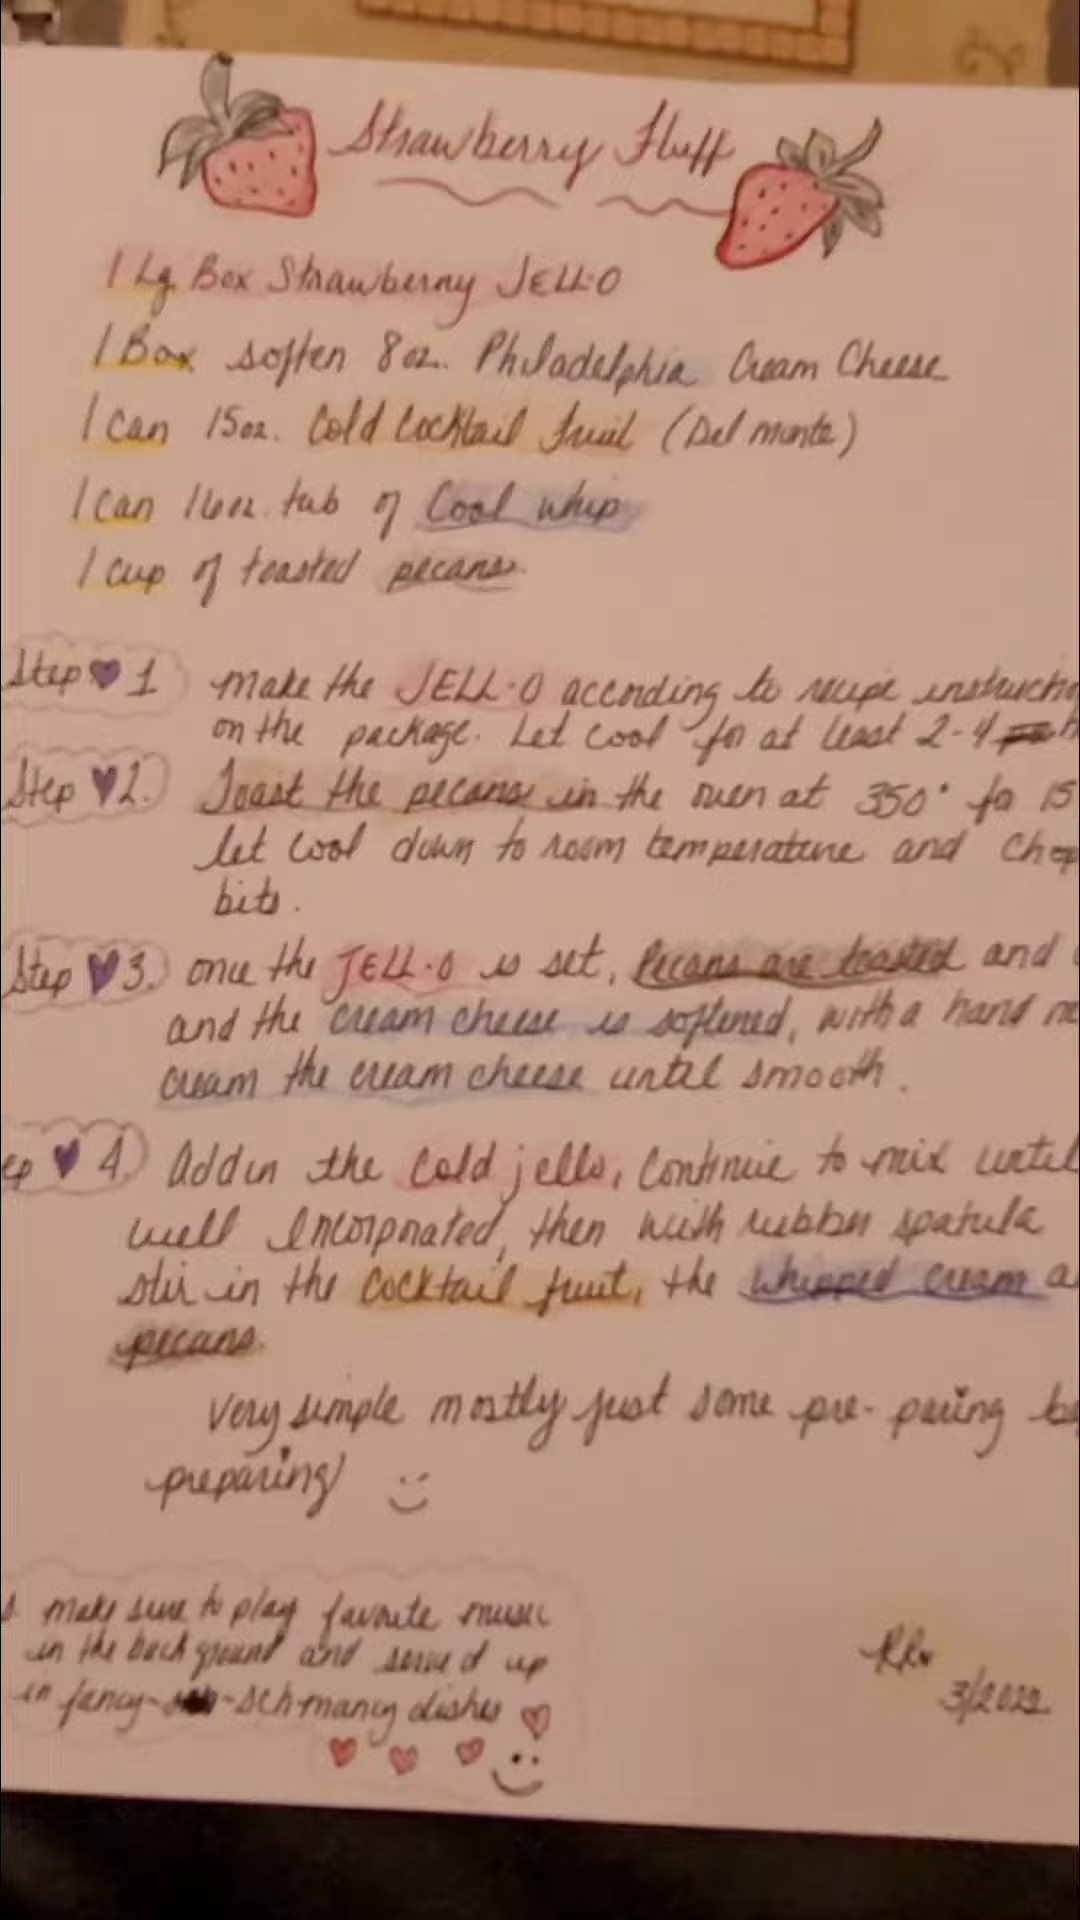 Strawberry Fluff
1 Lg. Box Strawberry JELL-O
1 Box soften 8oz. Philadelphia Cream Cheese
1 can 15oz. Cold Cocktail Fruit (Del monte)
1 can 16oz. tub of Cool whip
1 cup of toasted pecans.
Step 1 make the JELL-O according to recipe
on the package. Let cool for at least 2-4
Step 2. Toast the pecans in the oven at 350° for 15
let cool down to room temperature and
bits.
Step 3. once the JELL-O is set, Pecans are toasted and
and the cream cheese is softened, with a hand
cream the cream cheese until smooth.
4. Add in the Cold jello, Continue to mix until
well Incorporated, then with rubber spatula
stir in the Cocktail fruit, the whipped cream
pecans.
Very simple mostly just some pre-paring
preparing
make sure to play favorite music
in the background and serve it up
in fancy-sch-mancy dishes
3/2022